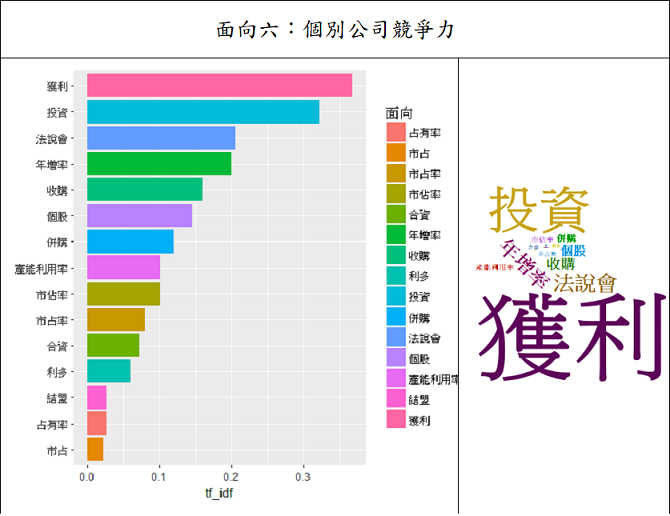 面向六：個別公司競爭力
獲利
投資
法說會
年增率
收購
個股
併購
產能利用率
市佔率
市占率
合資
利多
結盟
占有率
市占
0.0 0.1 0.2 0.3
tf_idf
面向
占有率
市占
市占率
市佔率
合資
年增率
收購
利多
投資
併購
法說會
個股
產能利用率
結盟
獲利
投資
市佔率 併購
個股
年增率
收購
產能利用率
法說會
獲利